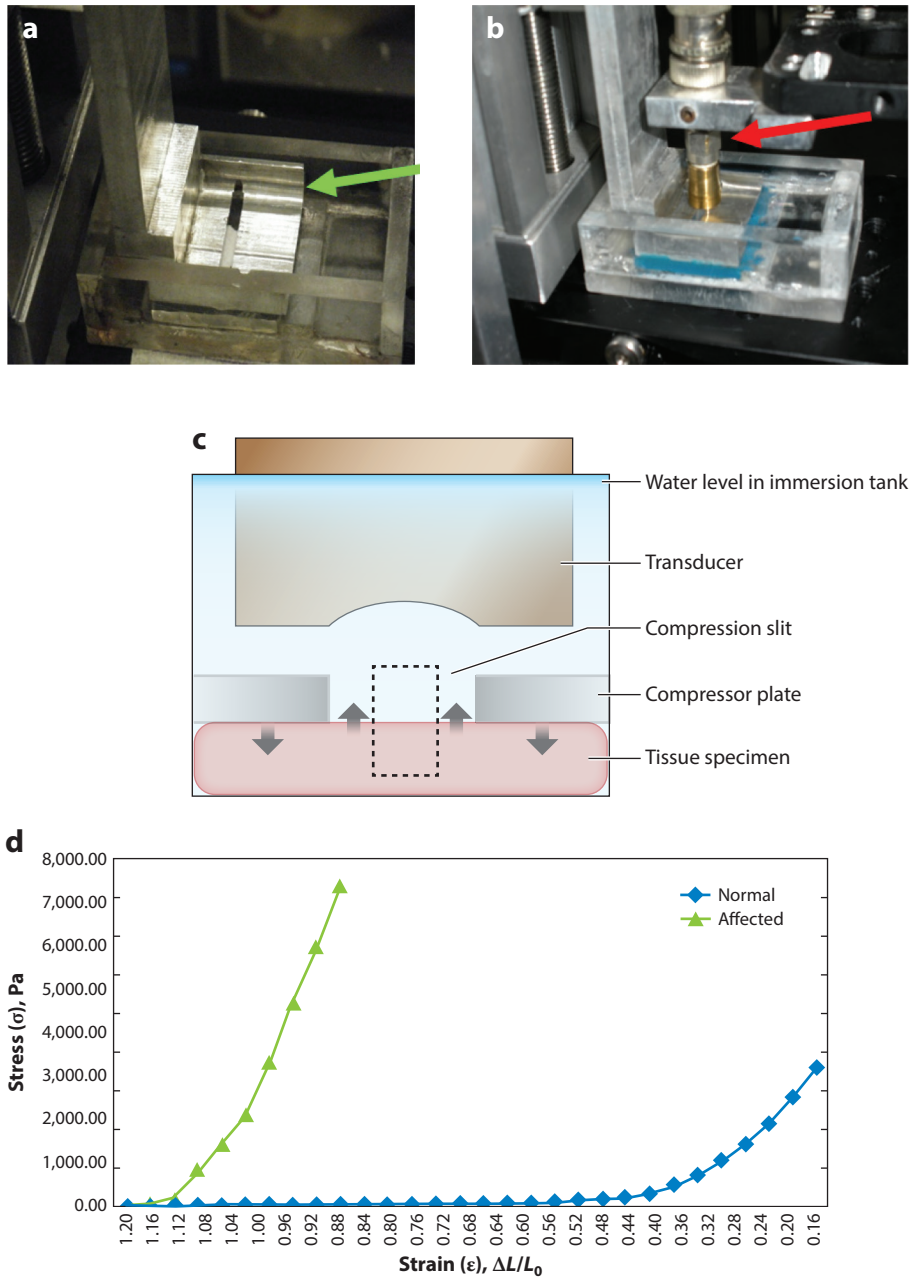 a
b
c
Water level in immersion tank
Transducer
Compression slit
Compressor plate
Tissue specimen
d
8,000.00
7,000.00
6,000.00
5,000.00
4,000.00
3,000.00
2,000.00
1,000.00
0.00
Stress (σ), Pa
Normal
Affected
1.20 1.16 1.12 1.08 1.04 1.00 0.96 0.92 0.88 0.84 0.80 0.76 0.72 0.68 0.64 0.60 0.56 0.52 0.48 0.44 0.40 0.36 0.32 0.28 0.24 0.20 0.16
Strain (ε), ΔL/L₀